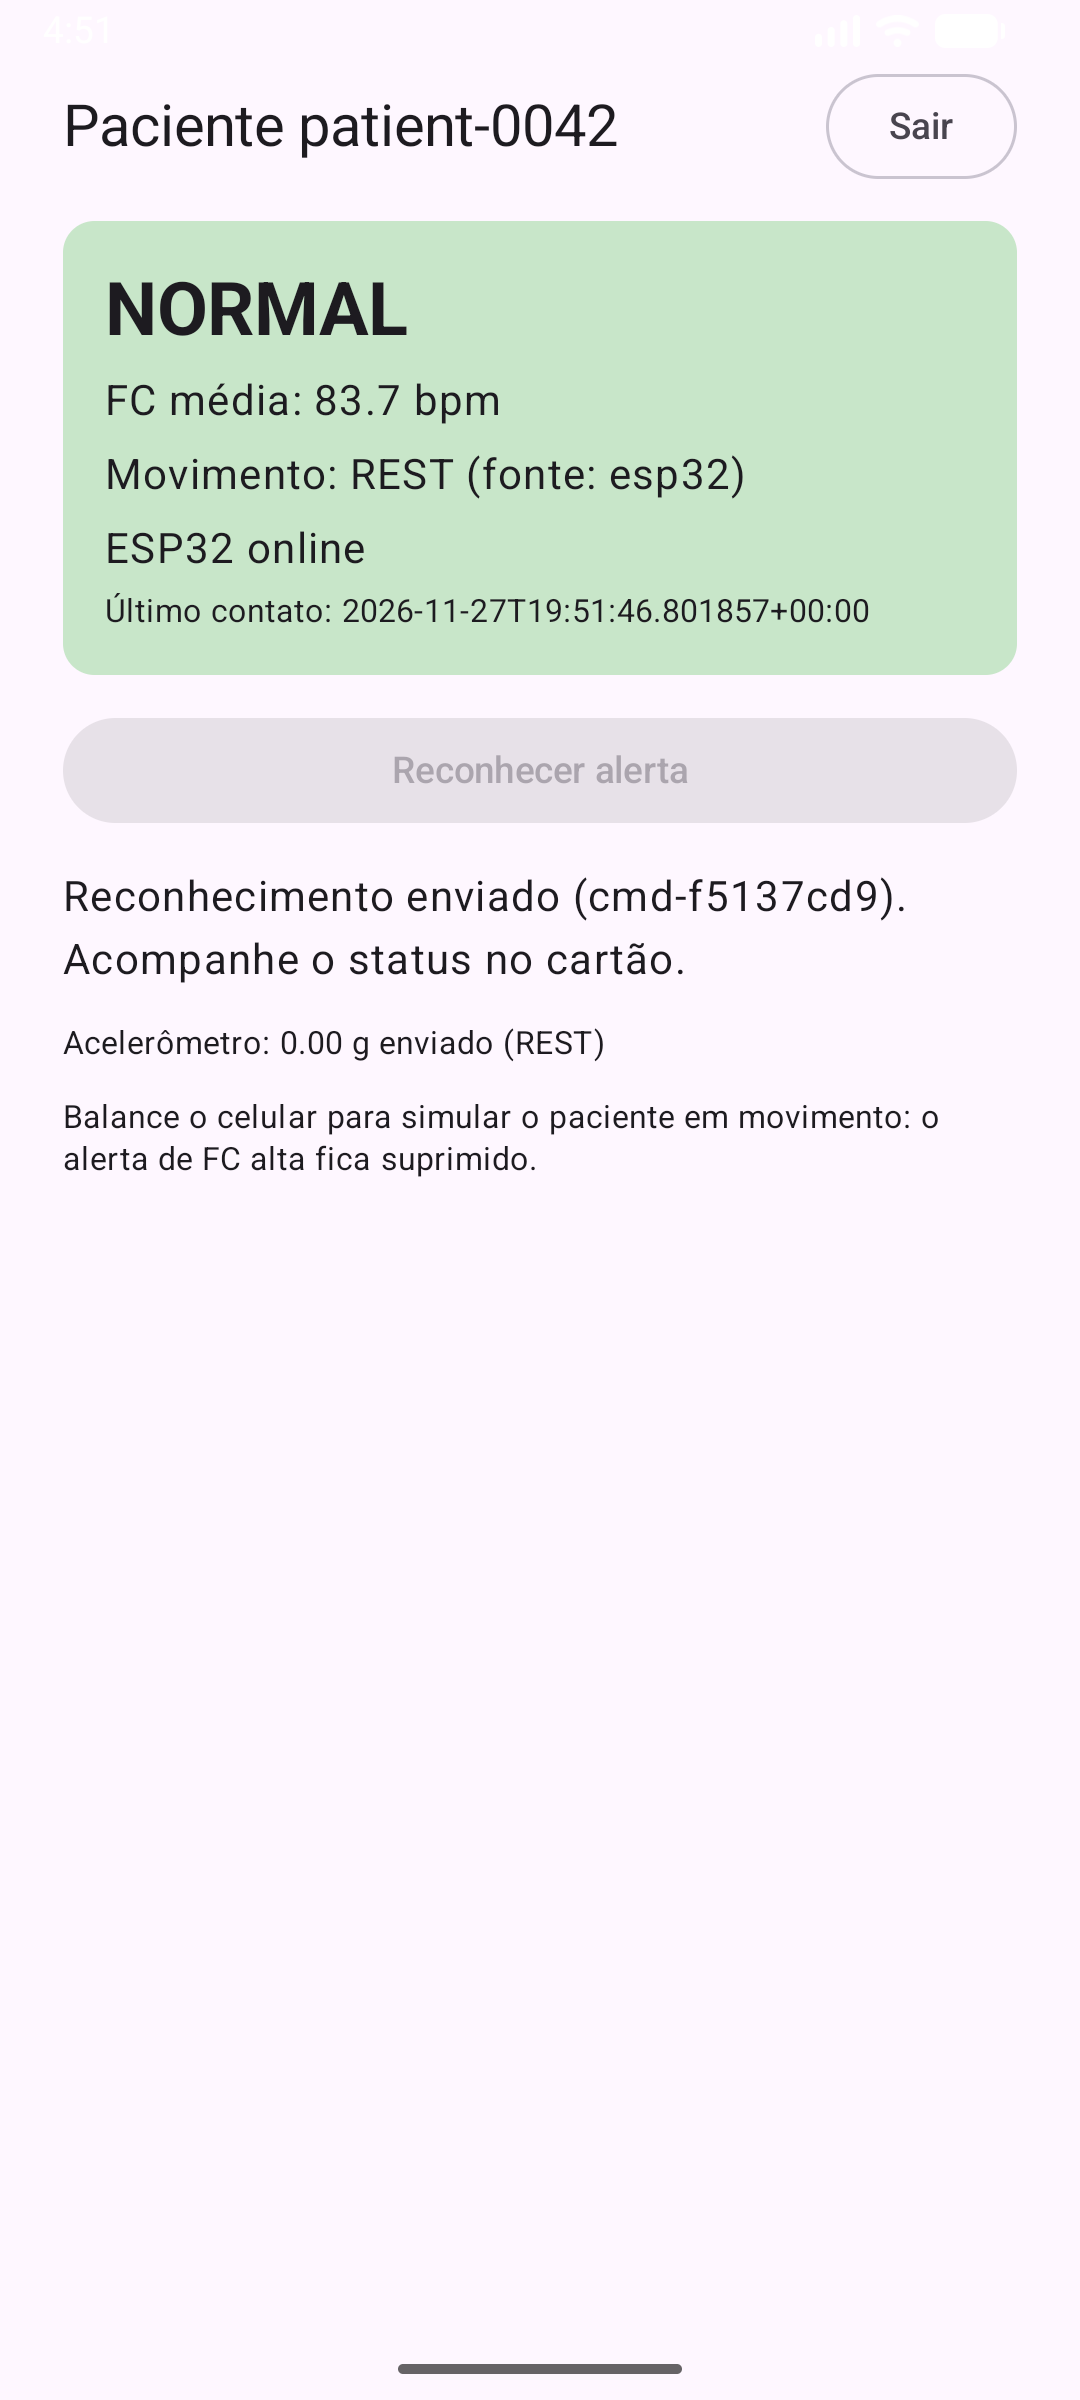 4:51
Paciente patient-0042
Sair
NORMAL
FC média: 83.7 bpm
Movimento: REST (fonte: esp32)
ESP32 online
Último contato: 2026-11-27T19:51:46.801857+00:00
Reconhecer alerta
Reconhecimento enviado (cmd-f5137cd9).
Acompanhe o status no cartão.
Acelerômetro: 0.00 g enviado (REST)
Balance o celular para simular o paciente em movimento: o
alerta de FC alta fica suprimido.